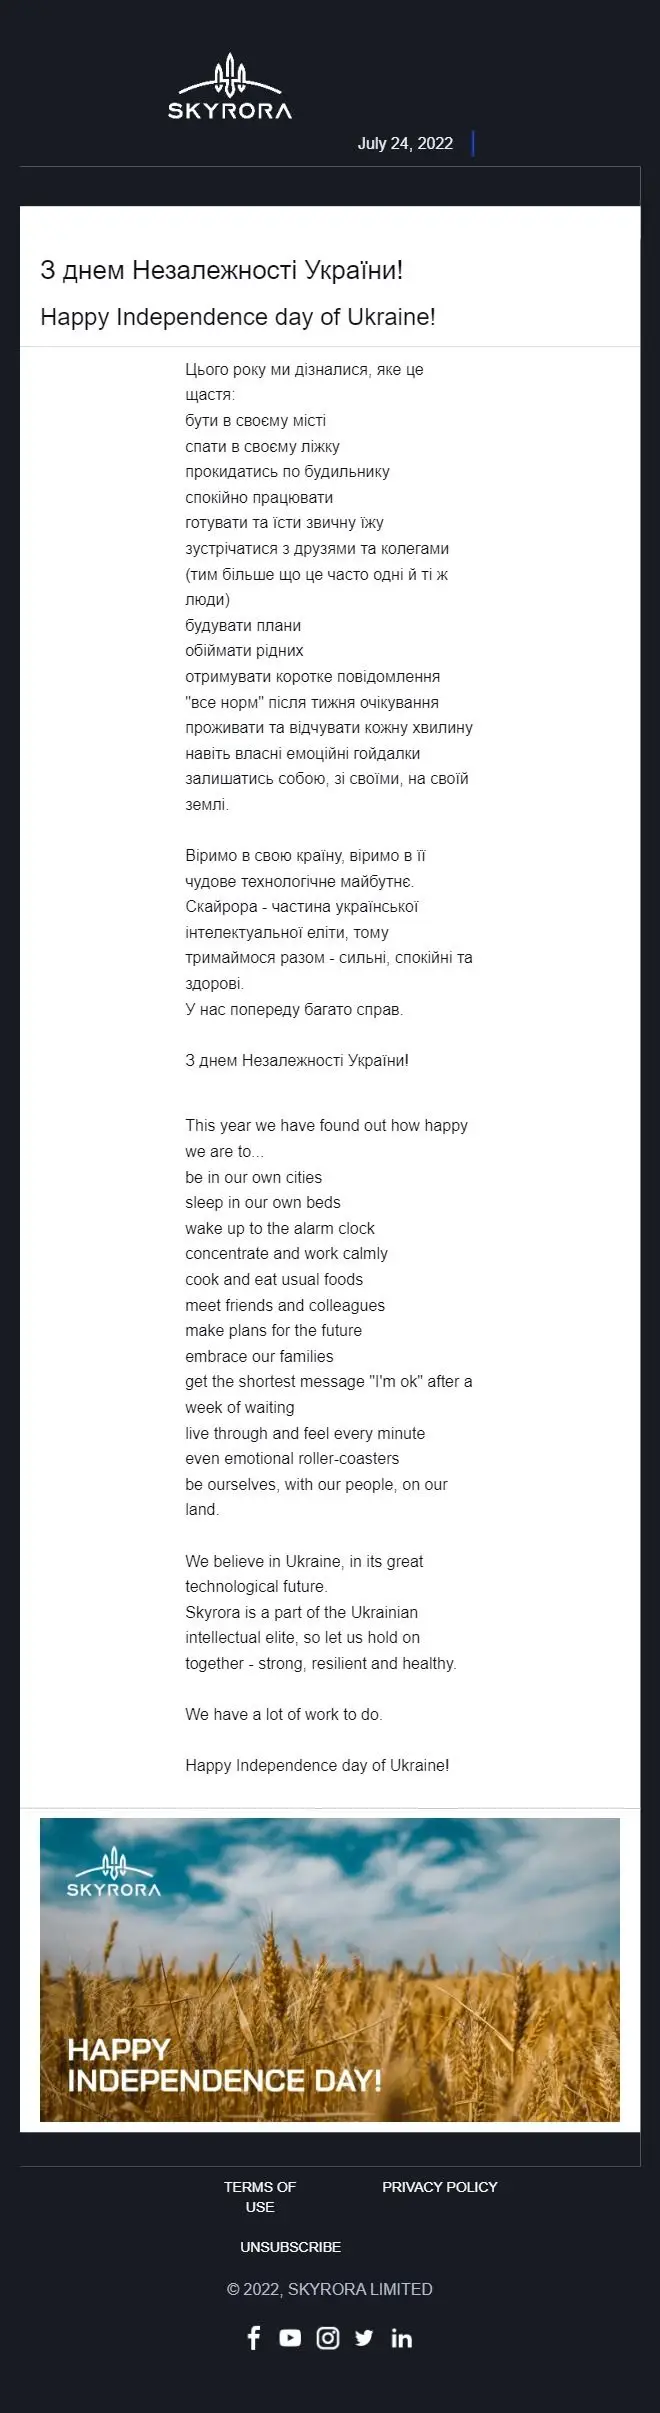 SKYRORA
July 24, 2022
З днем Незалежності України!
Happy Independence day of Ukraine!
Цього року ми дізналися, яке це
щастя:
бути в своєму місті
спати в своєму ліжку
прокидатись по будильнику
спокійно працювати
готувати та їсти звичну їжу
зустрічатися з друзями та колегами
(тим більше що це часто одні й ті ж
люди)
будувати плани
обіймати рідних
отримувати коротке повідомлення
"все норм" після тижня очікування
проживати та відчувати кожну хвилину
навіть власні емоційні гойдалки
залишатись собою, зі своїми, на своїй
землі.
Віримо в свою країну, віримо в її
чудове технологічне майбутнє.
Скайрора - частина української
інтелектуальної еліти, тому
тримаймося разом - сильні, спокійні та
здорові.
У нас попереду багато справ.
З днем Незалежності України!
This year we have found out how happy
we are to...
be in our own cities
sleep in our own beds
wake up to the alarm clock
concentrate and work calmly
cook and eat usual foods
meet friends and colleagues
make plans for the future
embrace our families
get the shortest message "I'm ok" after a
week of waiting
live through and feel every minute
even emotional roller-coasters
be ourselves, with our people, on our
land.
We believe in Ukraine, in its great
technological future.
Skyrora is a part of the Ukrainian
intellectual elite, so let us hold on
together - strong, resilient and healthy.
We have a lot of work to do.
Happy Independence day of Ukraine!
SKYRORA
HAPPY
INDEPENDENCE DAY!
TERMS OF
USE
PRIVACY POLICY
UNSUBSCRIBE
© 2022, SKYRORA LIMITED